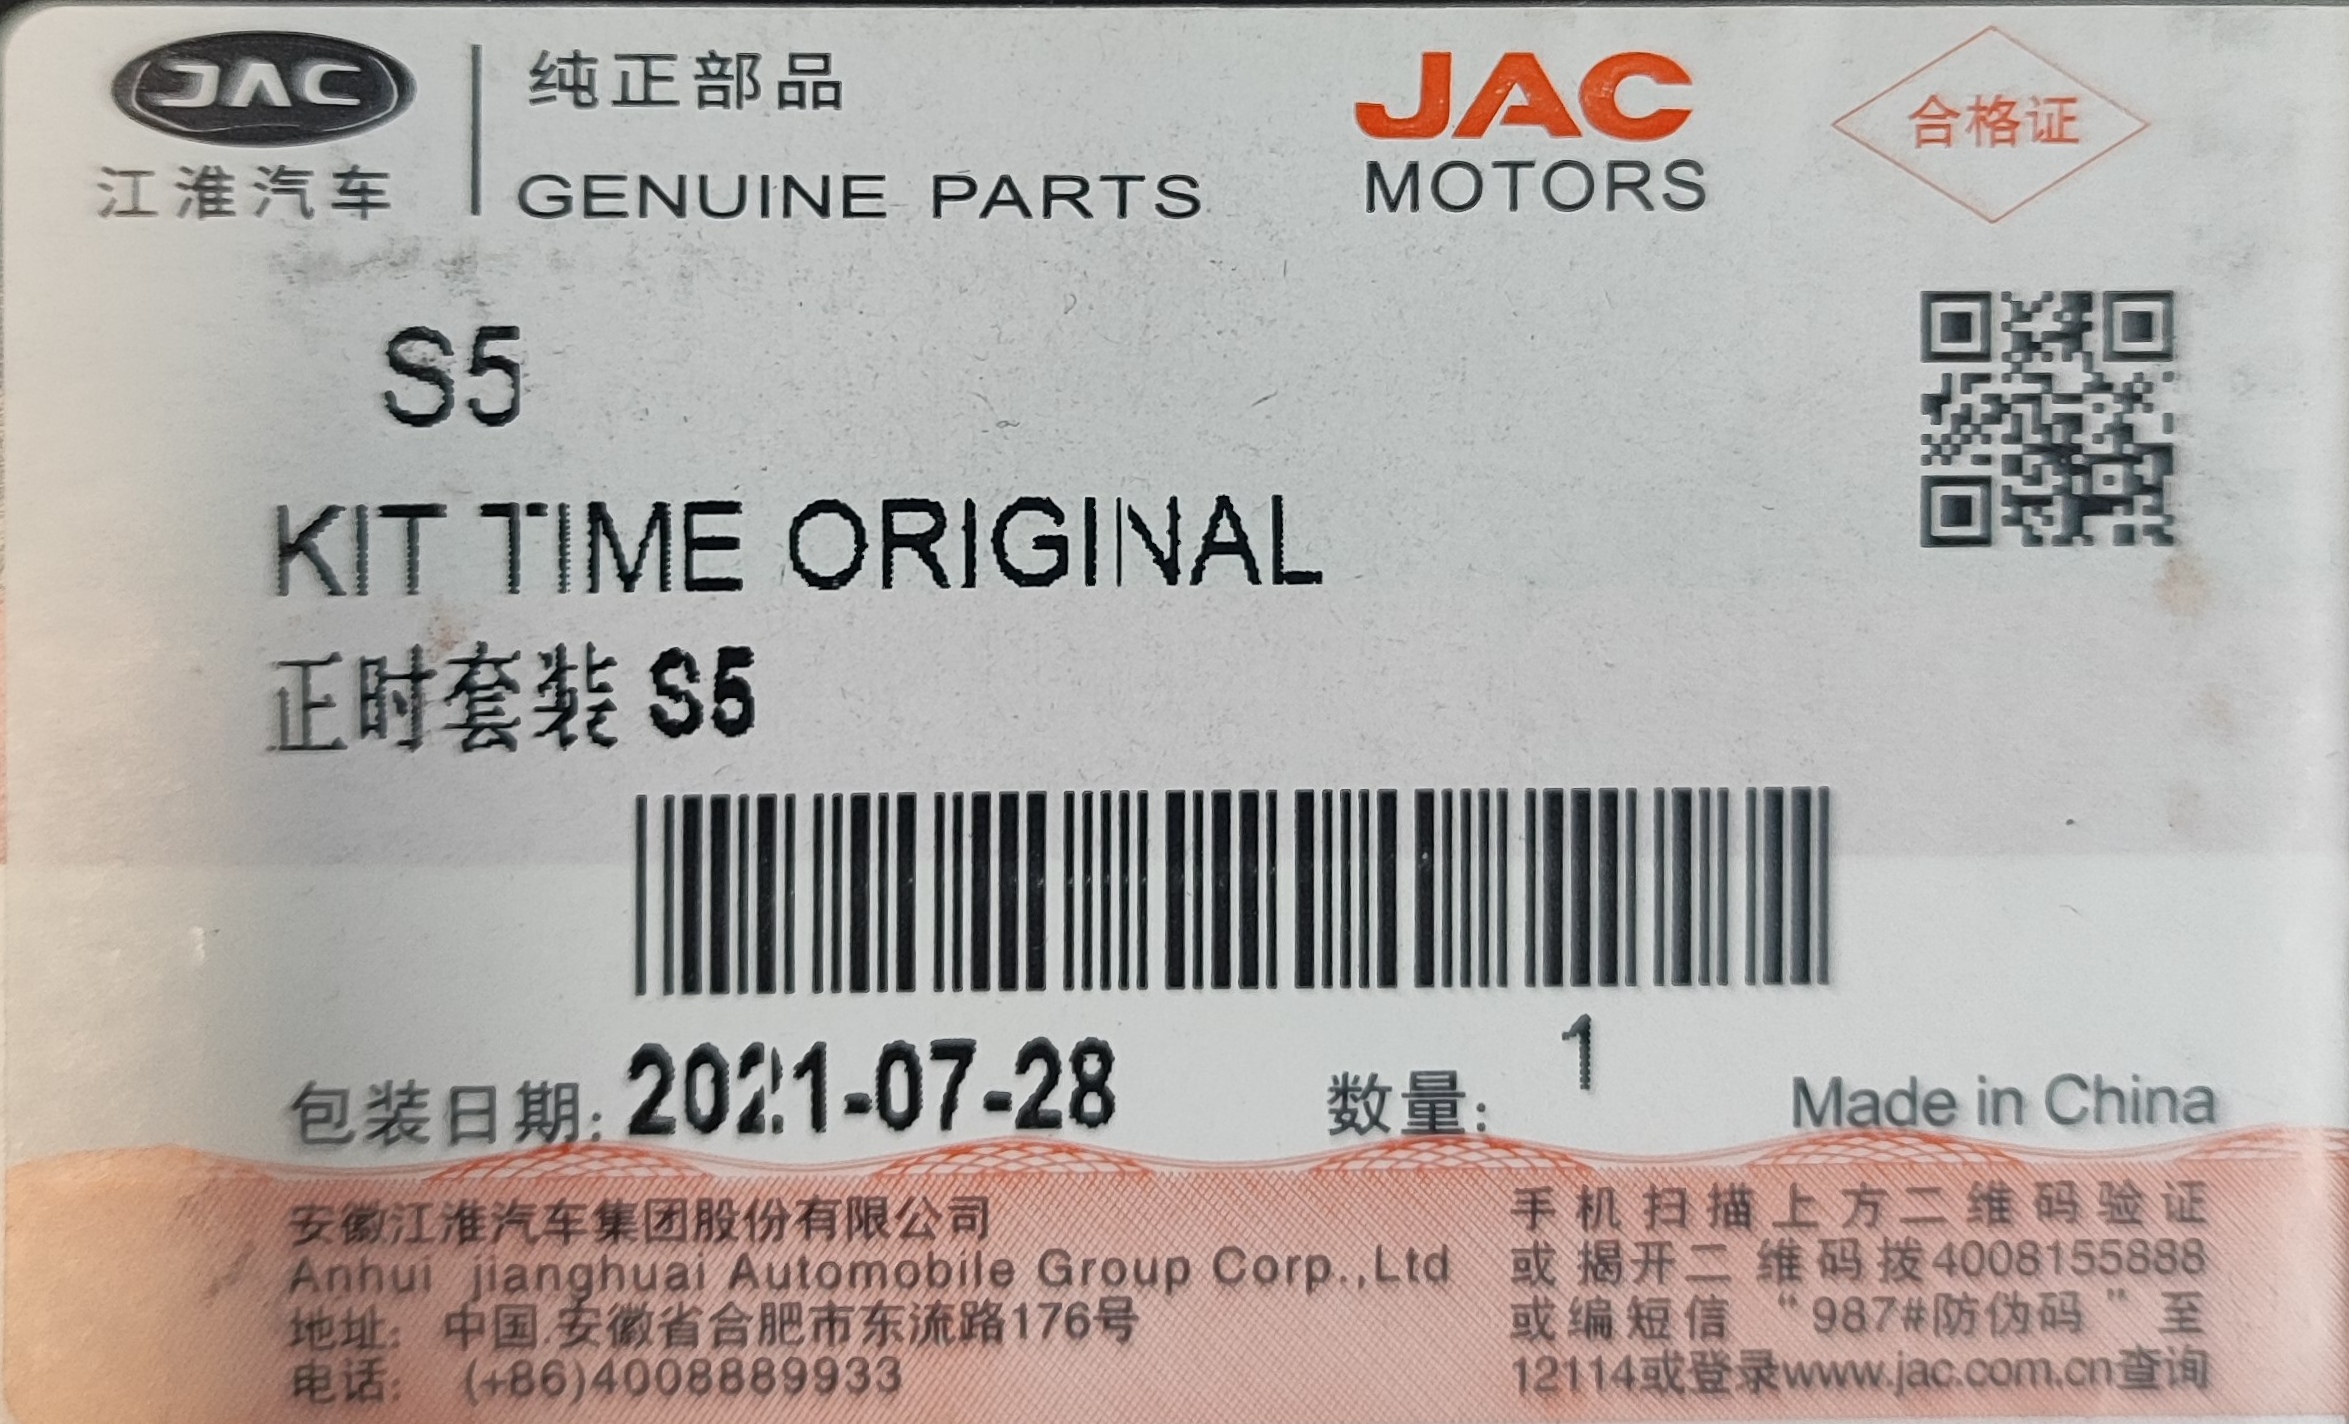 JAC
江淮汽车
纯正部品
GENUINE PARTS
JAC
MOTORS
合格证
S5
KIT TIME ORIGINAL
正时套装 S5
包装日期: 2021-07-28
数量: 1
Made in China
安徽江淮汽车集团股份有限公司
Anhui jianghuai Automobile Group Corp.,Ltd
地址: 中国.安徽省合肥市东流路176号
电话: (+86)4008889933
手机扫描上方二维码验证
或揭开二维码拨4008155888
或编短信“987#防伪码”至
12114或登录www.jac.com.cn查询